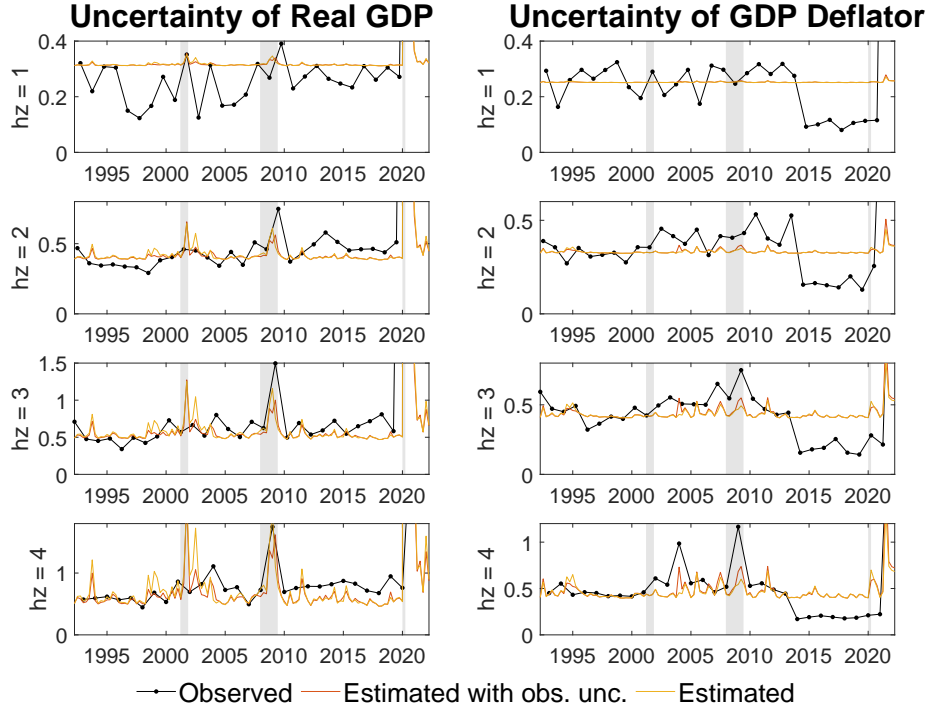 Uncertainty of Real GDP
Uncertainty of GDP Deflator
0.4
0.2
0
hz = 1
1995 2000 2005 2010 2015 2020
0.4
0.2
0
hz = 1
1995 2000 2005 2010 2015 2020
0.5
0
hz = 2
1995 2000 2005 2010 2015 2020
0.5
0
hz = 2
1995 2000 2005 2010 2015 2020
1.5
1
0.5
0
hz = 3
1995 2000 2005 2010 2015 2020
0.5
0
hz = 3
1995 2000 2005 2010 2015 2020
1
0
hz = 4
1995 2000 2005 2010 2015 2020
1
0.5
0
hz = 4
1995 2000 2005 2010 2015 2020
Observed Estimated with obs. unc. Estimated